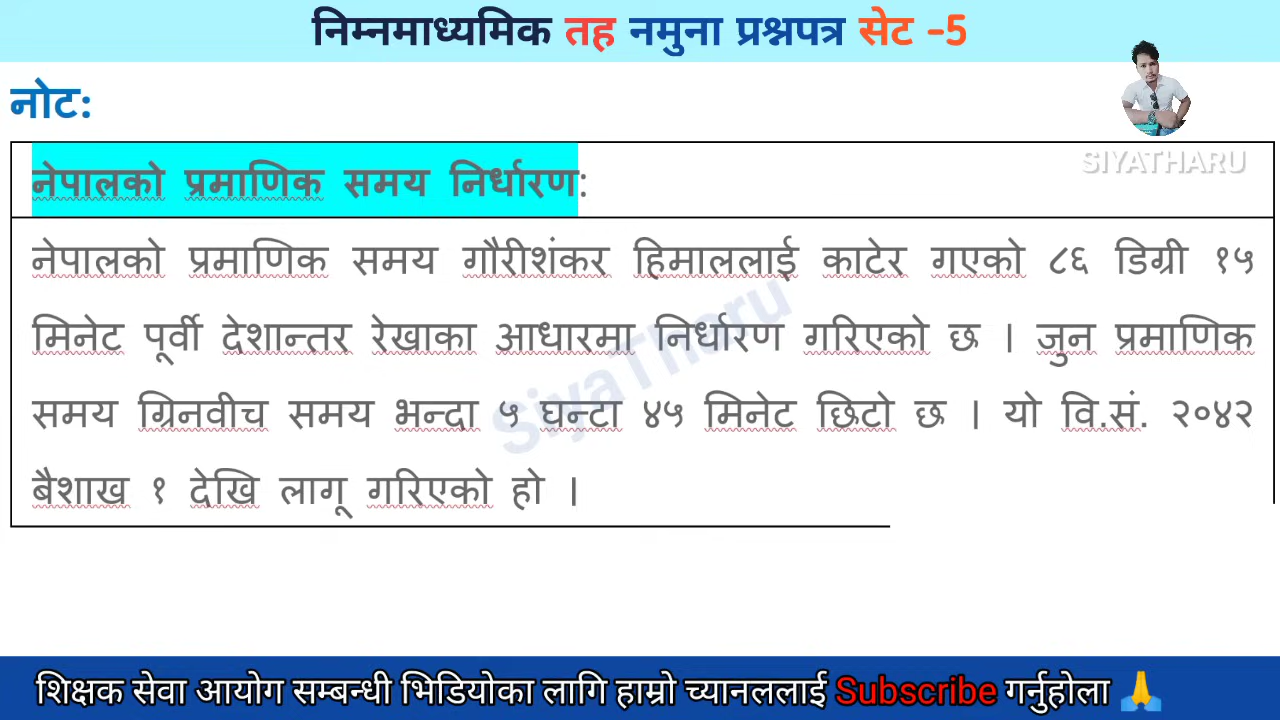 निम्नमाध्यमिक तह नमुना प्रश्नपत्र सेट -5
नोटः
SIYATHARU
नेपालको प्रमाणिक समय निर्धारण:
नेपालको प्रमाणिक समय गौरीशंकर हिमाललाई काटेर गएको ८६ डिग्री १५
मिनेट पूर्वी देशान्तर रेखाका आधारमा निर्धारण गरिएको छ । जुन प्रमाणिक
समय ग्रिनवीच समय भन्दा ५ घन्टा ४५ मिनेट छिटो छ । यो वि.सं. २०४२
बैशाख १ देखि लागू गरिएको हो ।
SiyaTharu
शिक्षक सेवा आयोग सम्बन्धी भिडियोका लागि हाम्रो च्यानललाई Subscribe गर्नुहोला 🙏